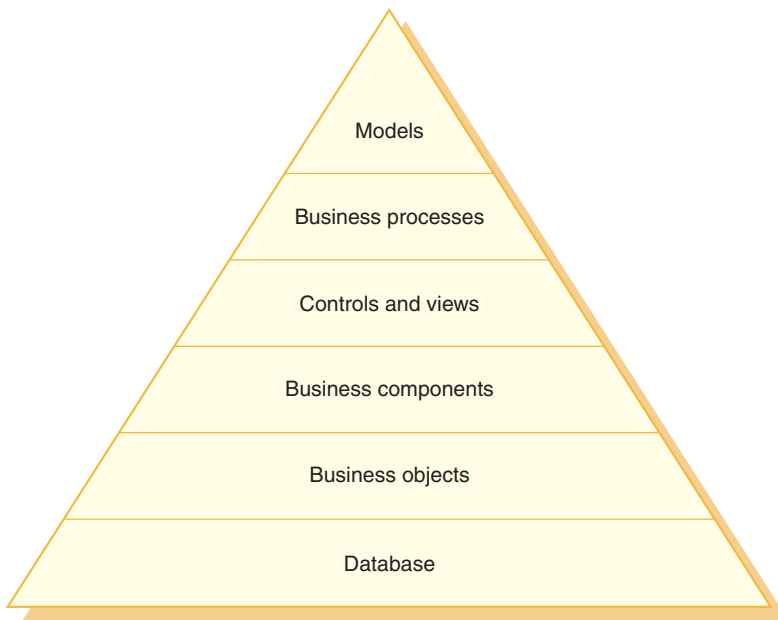 Models
Business processes
Controls and views
Business components
Business objects
Database